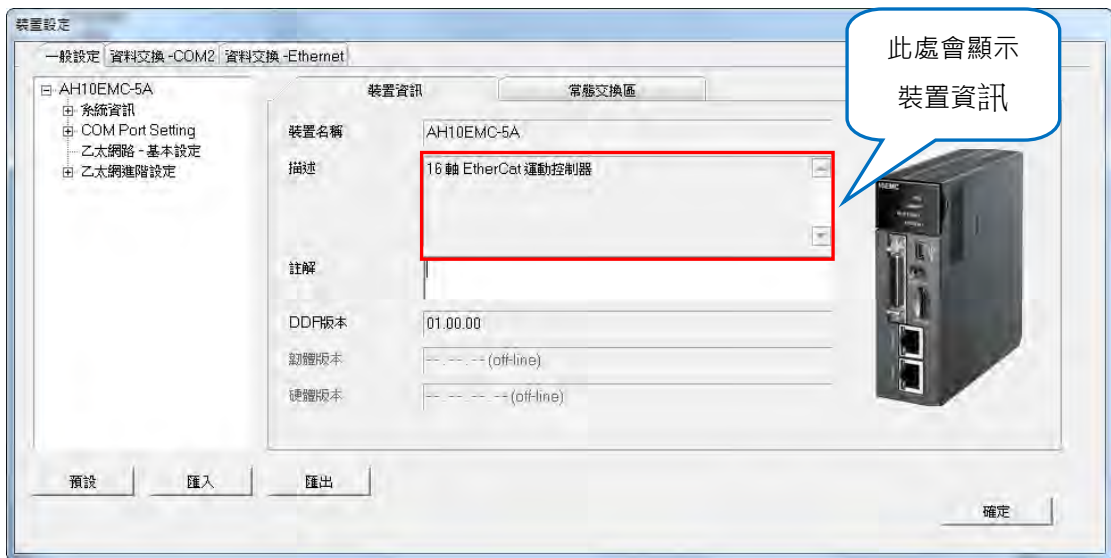 裝置設定
此處會顯示
裝置資訊
一般設定 資料交換 -COM2 資料交換 -Ethernet
AH10EMC-5A
系統資訊
COM Port Setting
乙太網路 - 基本設定
乙太網進階設定
裝置資訊 常態交換區
裝置名稱 AH10EMC-5A
描述 16 軸 EtherCat 運動控制器
註解
DDF版本 01.00.00
韌體版本 --.--.-- (off-line)
硬體版本 -- -- -- -- (off-line)
預設 匯入 匯出
確定